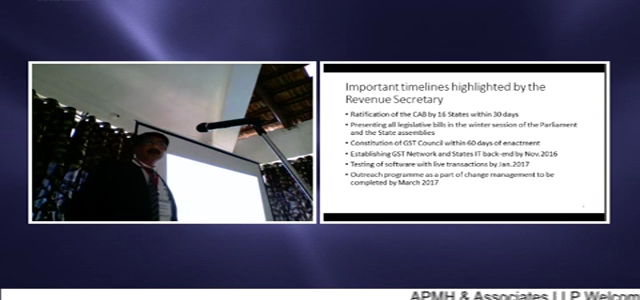 Important timelines highlighted by the
Revenue Secretary
• Ratification of the CAB by 16 States within 30 days
• Presenting all legislative bills in the winter session of the Parliament
and the State assemblies
• Constitution of GST Council within 60 days of enactment
• Establishing GST Network and States IT back-end by Nov.2016
• Testing of software with live transactions by Jan.2017
• Outreach programme as a part of change management to be
completed by March 2017
APMH & Associates LLP Welcom